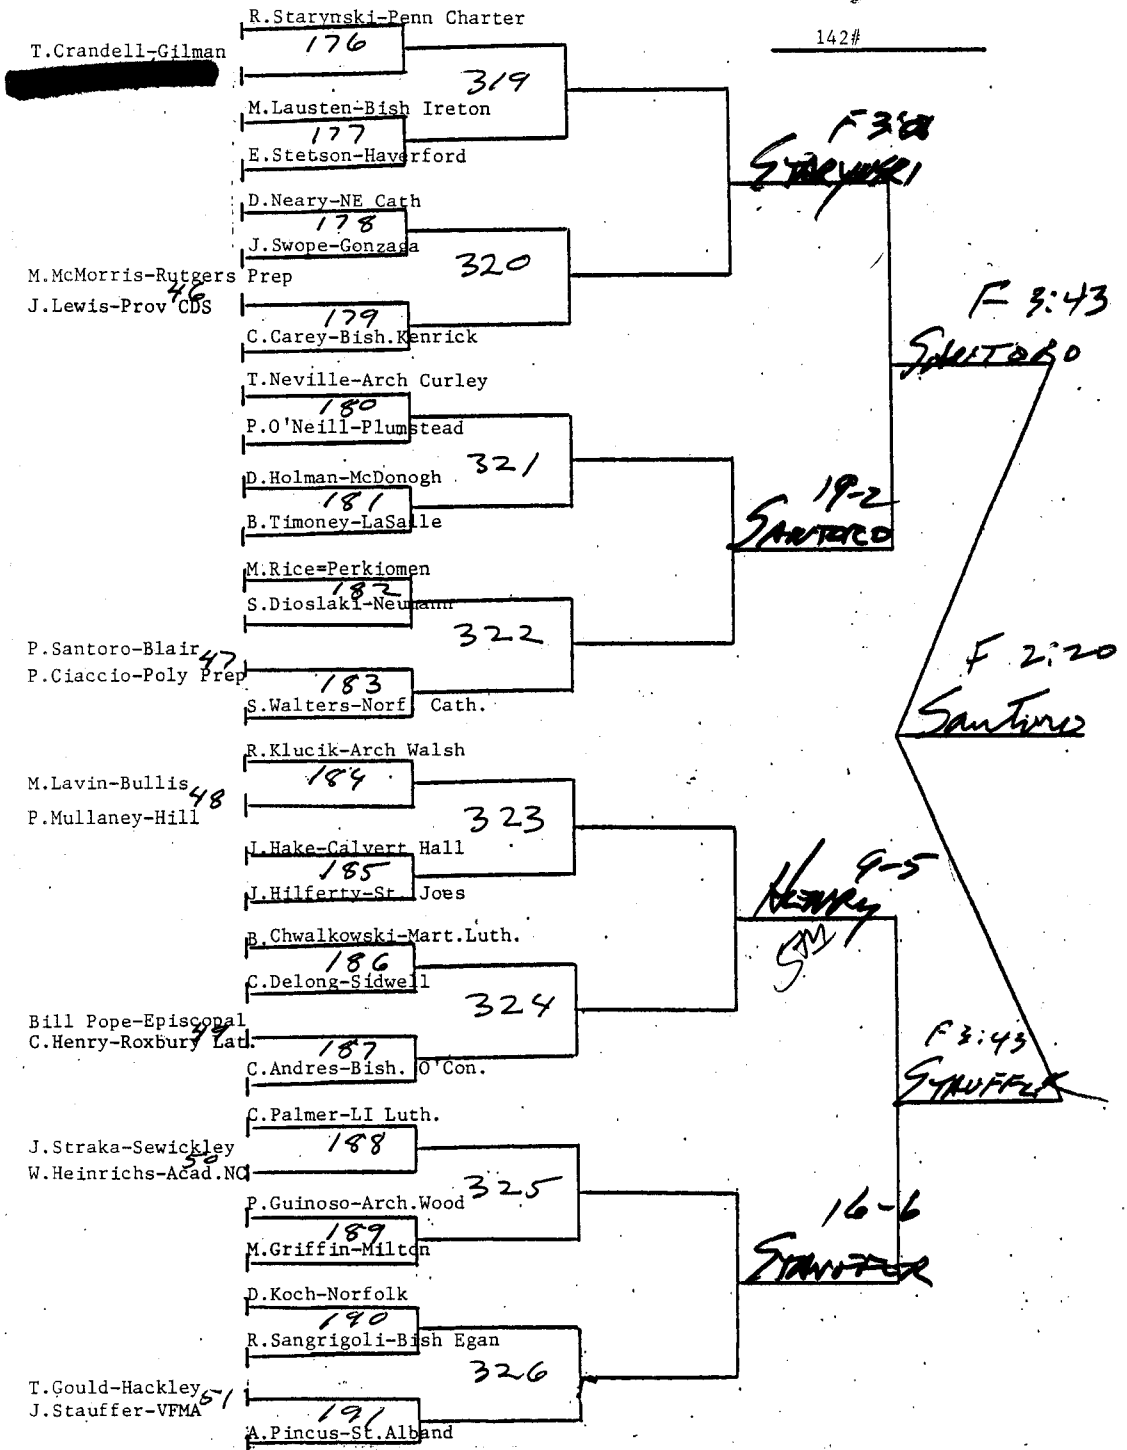 142#
R.Starynski-Penn Charter
176
T.Crandell-Gilman
319
M.Lausten-Bish Ireton
177
E.Stetson-Haverford
F
STARYNSKI
D.Neary-NE Cath
178
J.Swope-Gonzaga
320
M.McMorris-Rutgers Prep
46
J.Lewis-Prov CDS
179
C.Carey-Bish.Kenrick
F 3:43
SANTORO
T.Neville-Arch Curley
180
P.O'Neill-Plumstead
321
D.Holman-McDonogh
181
B.Timoney-LaSalle
19-2
SANTORO
M.Rice=Perkiomen
182
S.Dioslaki-Neumann
322
P.Santoro-Blair
47
P.Ciaccio-Poly Prep
183
S.Walters-Norf Cath.
F 2:20
Santoro
R.Klucik-Arch Walsh
184
M.Lavin-Bullis
48
P.Mullaney-Hill
323
J.Hake-Calvert Hall
185
J.Hilferty-St. Joes
9-5
HENRY
B.Chwalkowski-Mart.Luth.
186
C.Delong-Sidwell
324
Bill Pope-Episcopal
49
C.Henry-Roxbury Lat.
187
C.Andres-Bish. O'Con.
F 3:43
STAUFFER
C.Palmer-LI Luth.
188
J.Straka-Sewickley
50
W.Heinrichs-Acad.NC
325
P.Guinoso-Arch.Wood
189
M.Griffin-Milton
16-6
STAUFFER
D.Koch-Norfolk
190
R.Sangrigoli-Bish Egan
326
T.Gould-Hackley
51
J.Stauffer-VFMA
191
A.Pincus-St.Alband